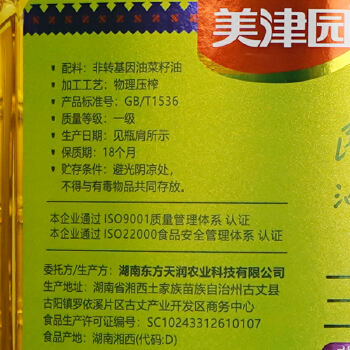 美津园
配料：非转基因油菜籽油
加工工艺：物理压榨
产品标准号：GB/T1536
质量等级：一级
生产日期：见瓶肩所示
保质期：18个月
贮存条件：避光阴凉处，
不得与有毒物品共同存放。
本企业通过 ISO9001质量管理体系 认证
本企业通过 ISO22000食品安全管理体系 认证
委托方/生产方：湖南东方天润农业科技有限公司
生产地址：湖南省湘西土家族苗族自治州古丈县
古阳镇罗依溪片区古丈产业开发区商务中心
食品生产许可证编号：SC10243312610107
食品产地：湖南湘西(代码:D)